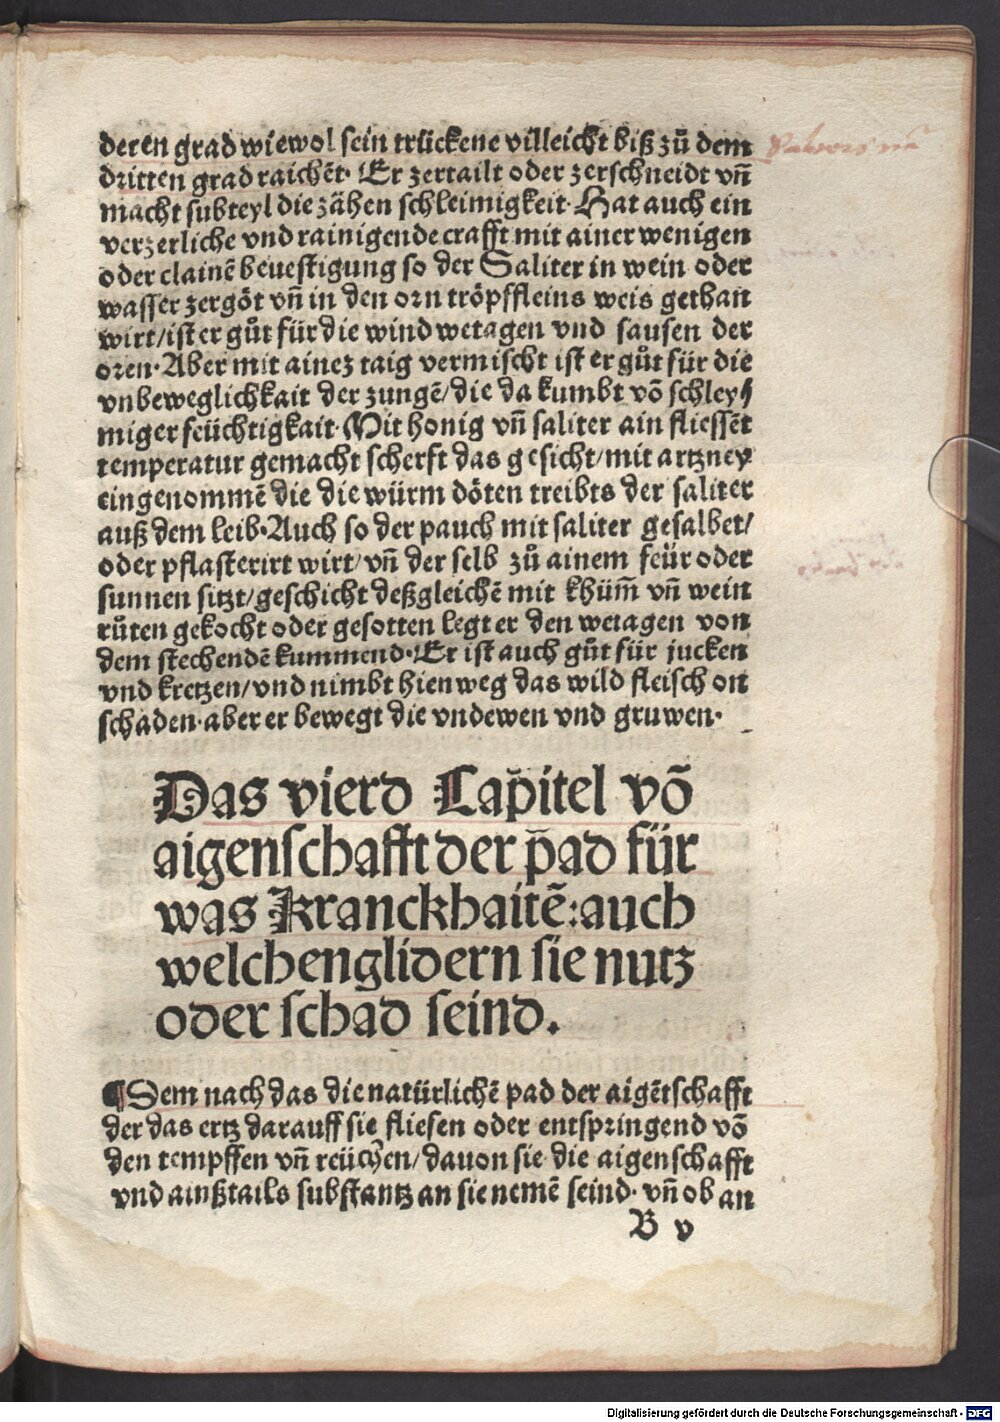 deren grad wiewol sein trückene villeicht biß zů dem
dritten grad raichēt· Er zertailt oder zerschneidt vñ
macht subteyl die zähen schleimigkeit· Hat auch ein
verzerliche vnd rainigende crafft mit ainer wenigen
oder clainē beuestigung so der Saliter in wein oder
wasser zergöt vñ in den orn tröpffleins weis gethan
wirt/ist er gůt für die wind wetagen vnd sausen der
oren·Aber mit ainez taig vermischt ist er gůt für die
vnbeweglichkait der zungē/die da kumbt võ schley⸗
miger feüchtigkait·Mit honig vñ saliter ain fliessēt
temperatur gemacht scherft das gesicht/mit artzney
eingenommē die die würm döten treibts der saliter
auß dem leib·Auch so der pauch mit saliter gesalbet/
oder pflasterirt wirt/vñ der selb zů ainem feür oder
sunnen sitzt/geschicht deßgleichē mit khüm̃ vñ wein
růten gekocht oder gesotten legt er den wetagen von
dem stechendē kummend·Er ist auch gůt für jucken
vnd kretzen/vnd nimbt hienweg das wild fleisch on
schaden·aber er bewegt die vndewen vnd gruwen·
Das vierd Capitel võ
aigenschafft der p̃ad für
was Kranckhaitē:auch
welchen glidern sie nutz
oder schad seind.
¶Dem nach das die natürlichē pad der aigētschafft
der das ertz darauff sie fliesen oder entspringend võ
den tempffen vñ reüchen/dauon sie die aigenschafft
vnd ainßtails substantz an sie nemē seind· vñ ob an
B v
Digitalisierung gefördert durch die Deutsche Forschungsgemeinschaft - DFG